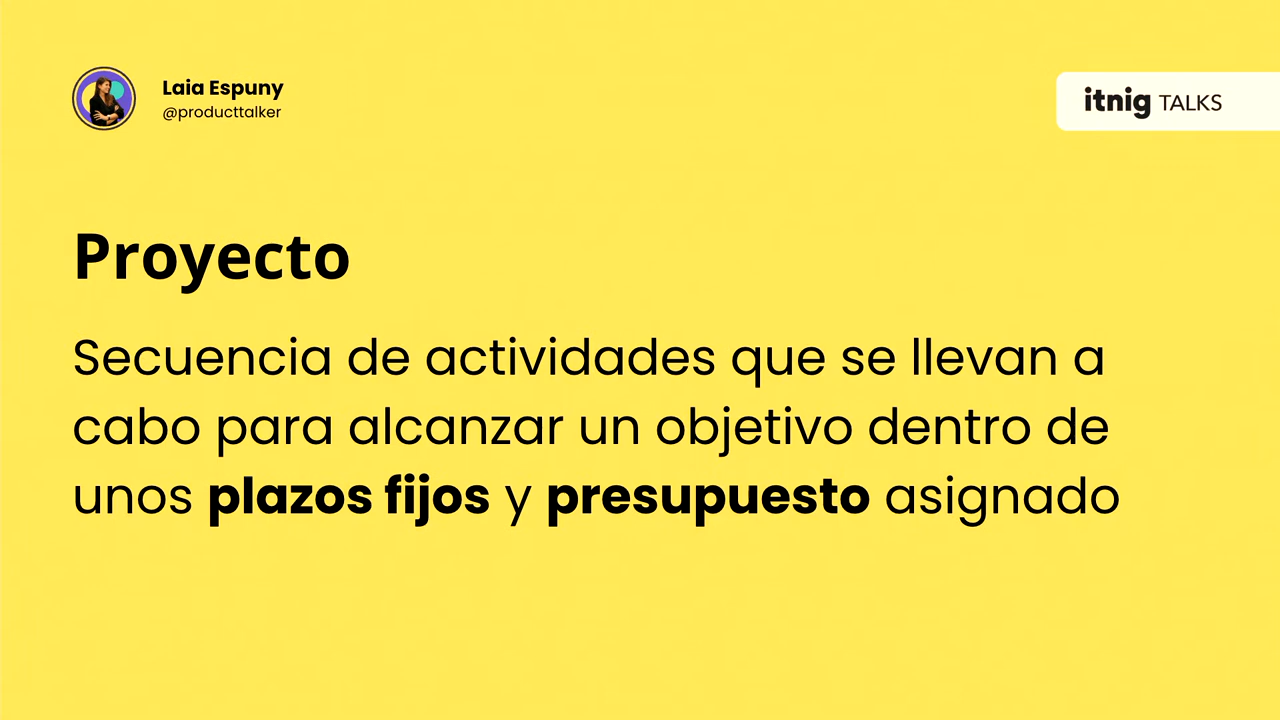 Laia Espuny
@producttalker
itnig TALKS
Proyecto
Secuencia de actividades que se llevan a
cabo para alcanzar un objetivo dentro de
unos plazos fijos y presupuesto asignado